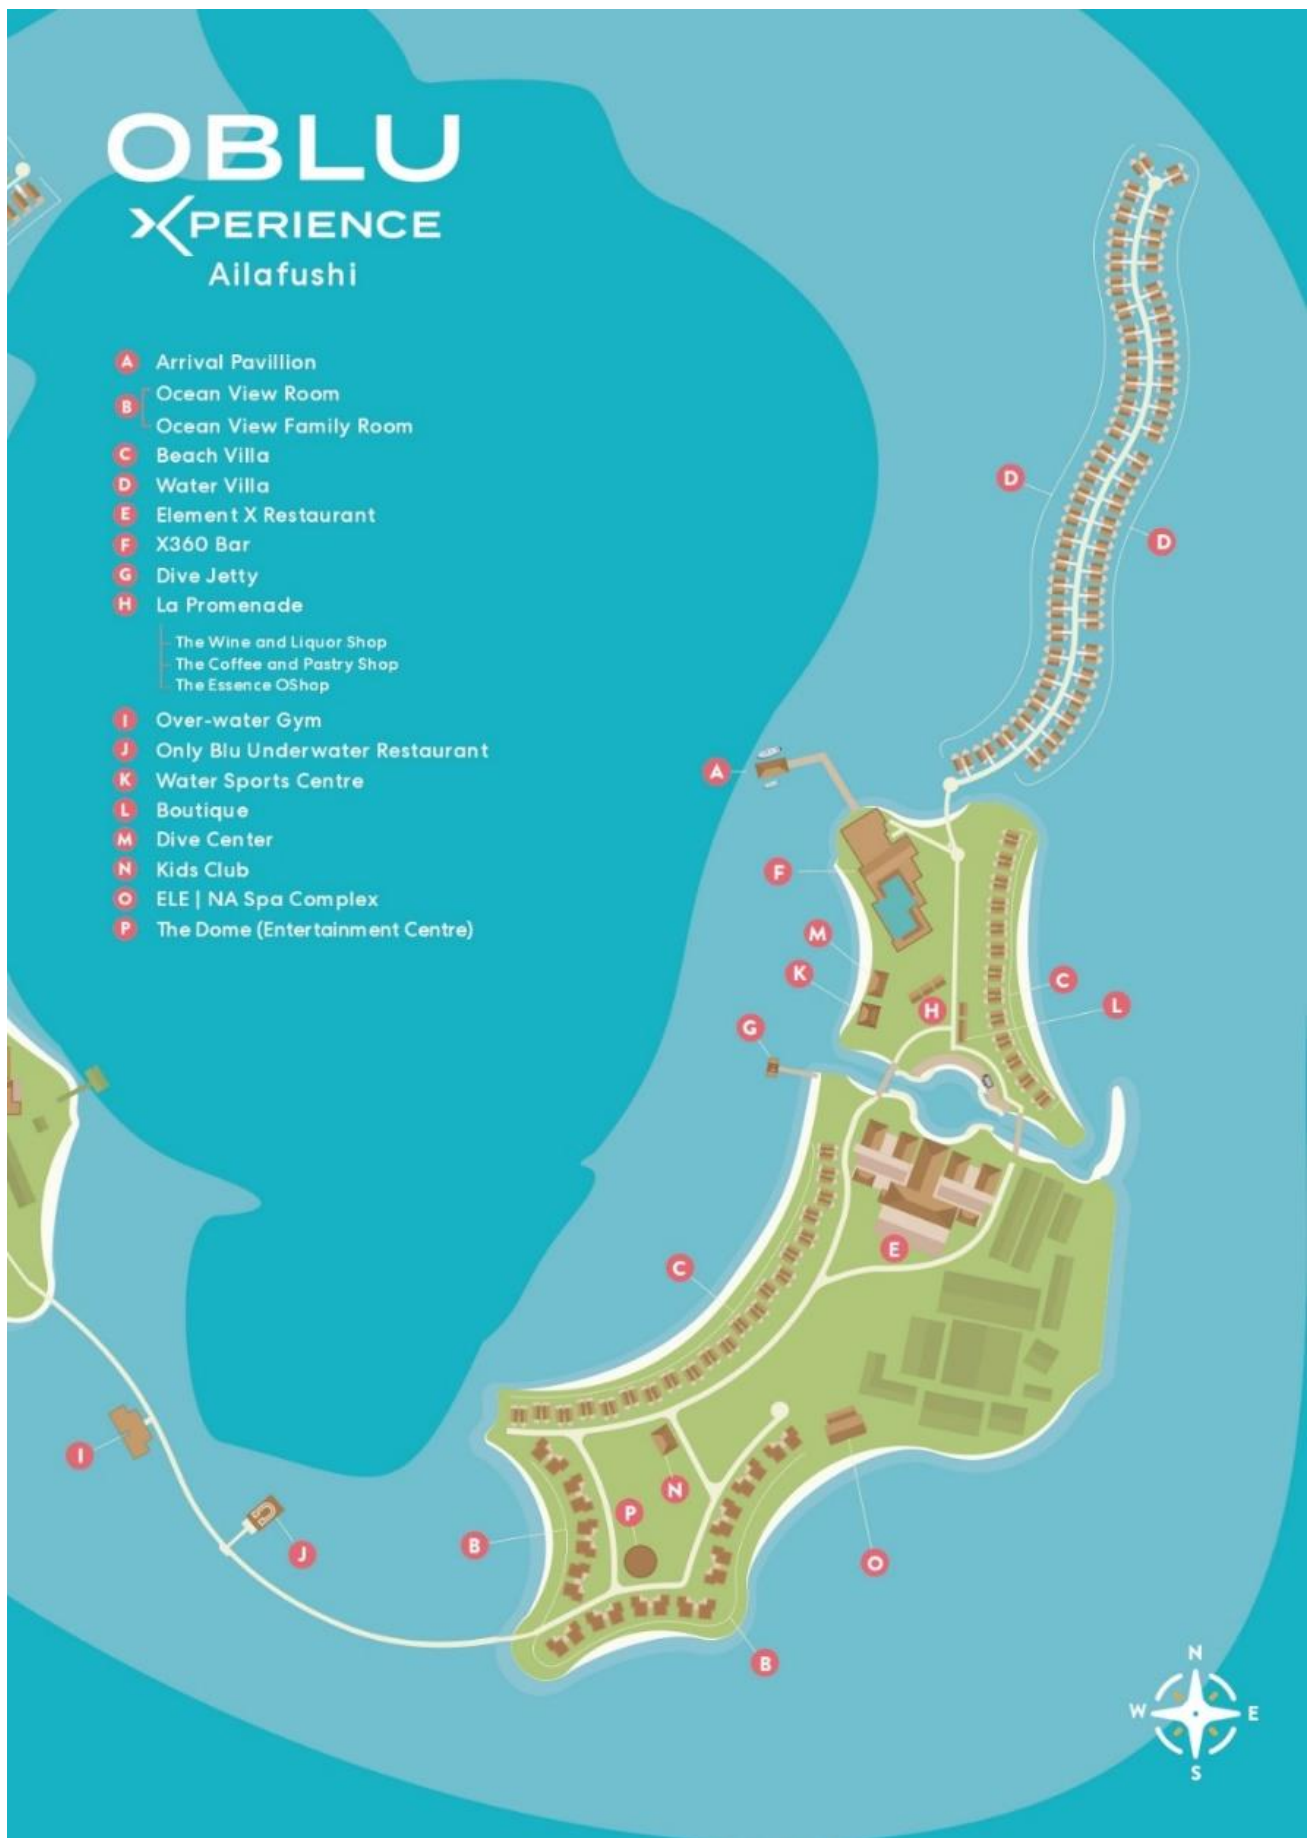 OBLU
XPERIENCE
Ailafushi
A Arrival Pavillion
B Ocean View Room
Ocean View Family Room
C Beach Villa
D Water Villa
E Element X Restaurant
F X360 Bar
G Dive Jetty
H La Promenade
The Wine and Liquor Shop
The Coffee and Pastry Shop
The Essence OShop
I Over-water Gym
J Only Blu Underwater Restaurant
K Water Sports Centre
L Boutique
M Dive Center
N Kids Club
O ELE | NA Spa Complex
P The Dome (Entertainment Centre)
D
D
A
F
M
K
C
H
L
G
E
C
I
N
P
B
J
O
B
N
W E
S